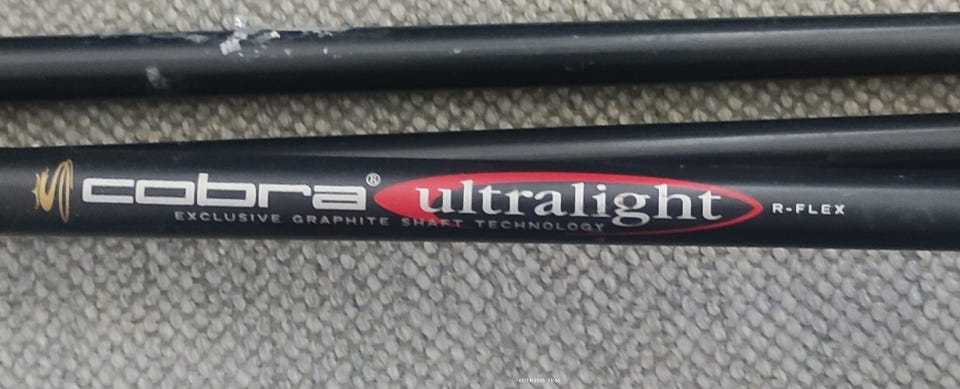 cobra® ultralight R-FLEX
EXCLUSIVE GRAPHITE SHAFT TECHNOLOGY